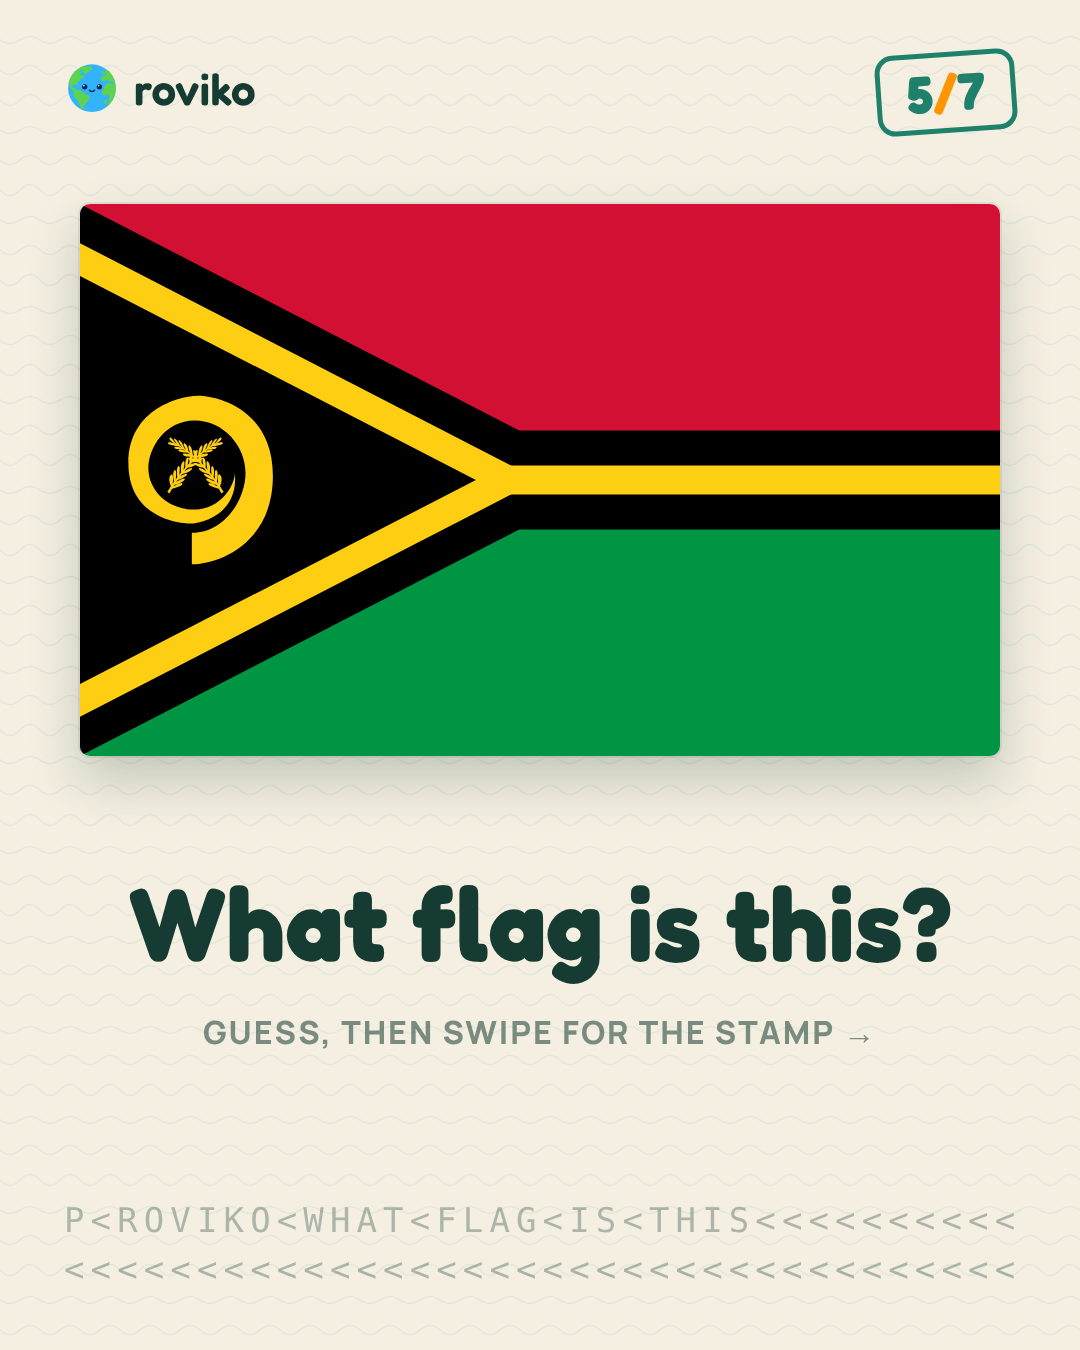 roviko
5/7
What flag is this?
GUESS, THEN SWIPE FOR THE STAMP →
P<ROVIKO<WHAT<FLAG<IS<THIS<<<<<<<<<<
<<<<<<<<<<<<<<<<<<<<<<<<<<<<<<<<<<<<